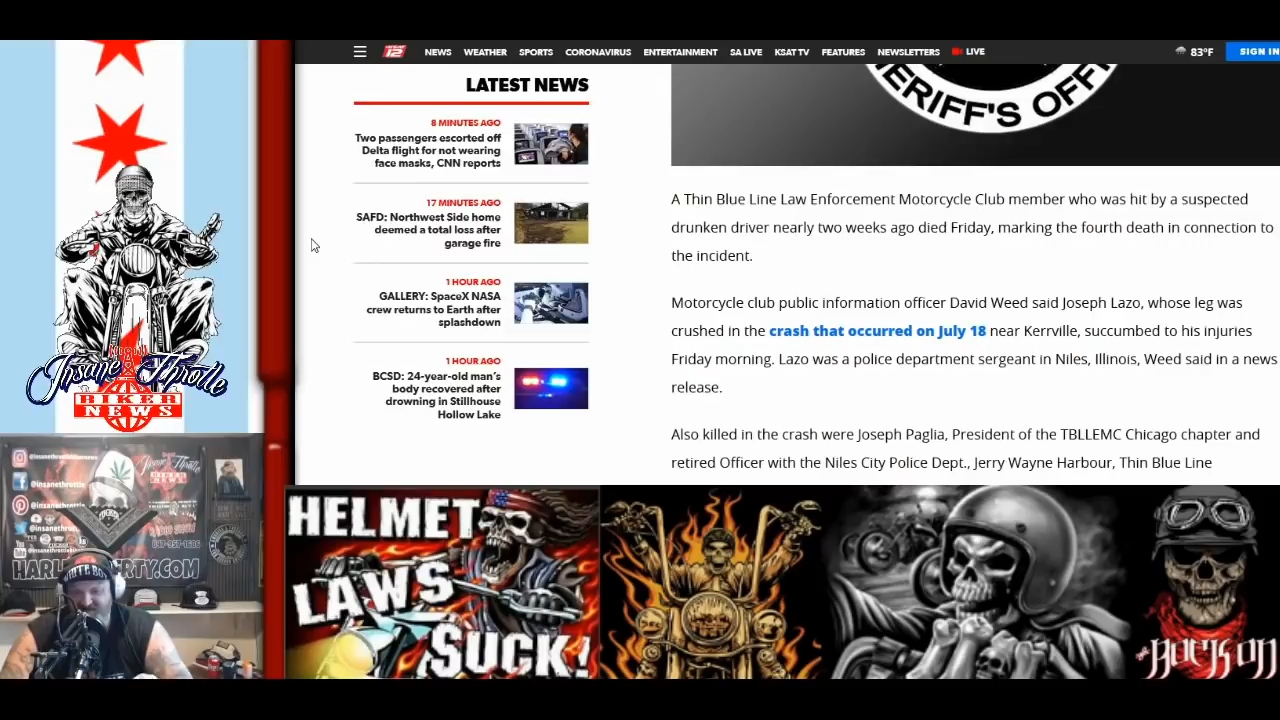 NEWS WEATHER SPORTS CORONAVIRUS ENTERTAINMENT SA LIVE KSAT TV FEATURES NEWSLETTERS LIVE 83°F SIGN IN
12
LATEST NEWS
8 MINUTES AGO
Two passengers escorted off
Delta flight for not wearing
face masks, CNN reports
17 MINUTES AGO
SAFD: Northwest Side home
deemed a total loss after
garage fire
1 HOUR AGO
GALLERY: SpaceX NASA
crew returns to Earth after
splashdown
1 HOUR AGO
BCSD: 24-year-old man's
body recovered after
drowning in Stillhouse
Hollow Lake
ERIFF'S OFFI
A Thin Blue Line Law Enforcement Motorcycle Club member who was hit by a suspected
drunken driver nearly two weeks ago died Friday, marking the fourth death in connection to
the incident.
Motorcycle club public information officer David Weed said Joseph Lazo, whose leg was
crushed in the crash that occurred on July 18 near Kerrville, succumbed to his injuries
Friday morning. Lazo was a police department sergeant in Niles, Illinois, Weed said in a news
release.
Also killed in the crash were Joseph Paglia, President of the TBLLEMC Chicago chapter and
retired Officer with the Niles City Police Dept., Jerry Wayne Harbour, Thin Blue Line
Insane Throttle
BIKER
NEWS
@insanethrottle
HELMET
LAWS
SUCK!